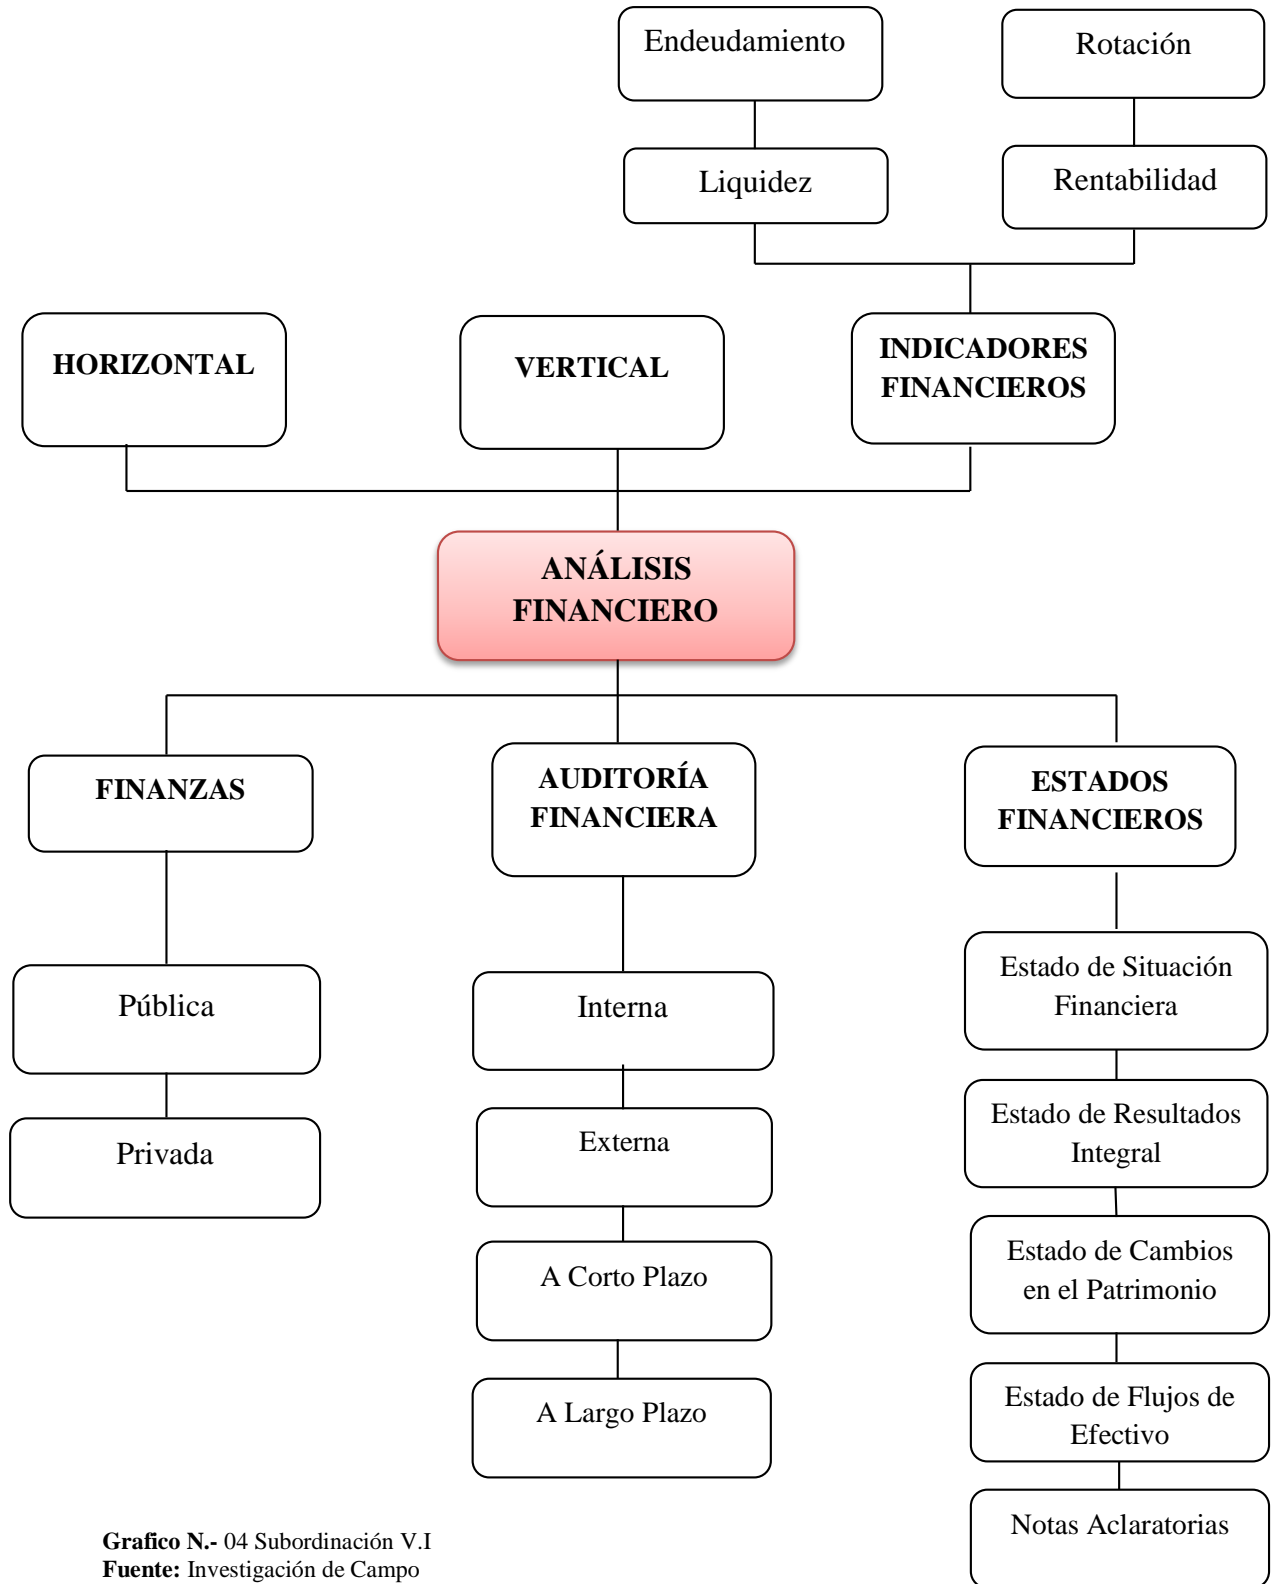 Endeudamiento
Rotación
Liquidez
Rentabilidad
HORIZONTAL
VERTICAL
INDICADORES
FINANCIEROS
ANÁLISIS
FINANCIERO
FINANZAS
AUDITORÍA
FINANCIERA
ESTADOS
FINANCIEROS
Pública
Privada
Interna
Externa
A Corto Plazo
A Largo Plazo
Estado de Situación
Financiera
Estado de Resultados
Integral
Estado de Cambios
en el Patrimonio
Estado de Flujos de
Efectivo
Notas Aclaratorias
Grafico N.- 04 Subordinación V.I
Fuente: Investigación de Campo